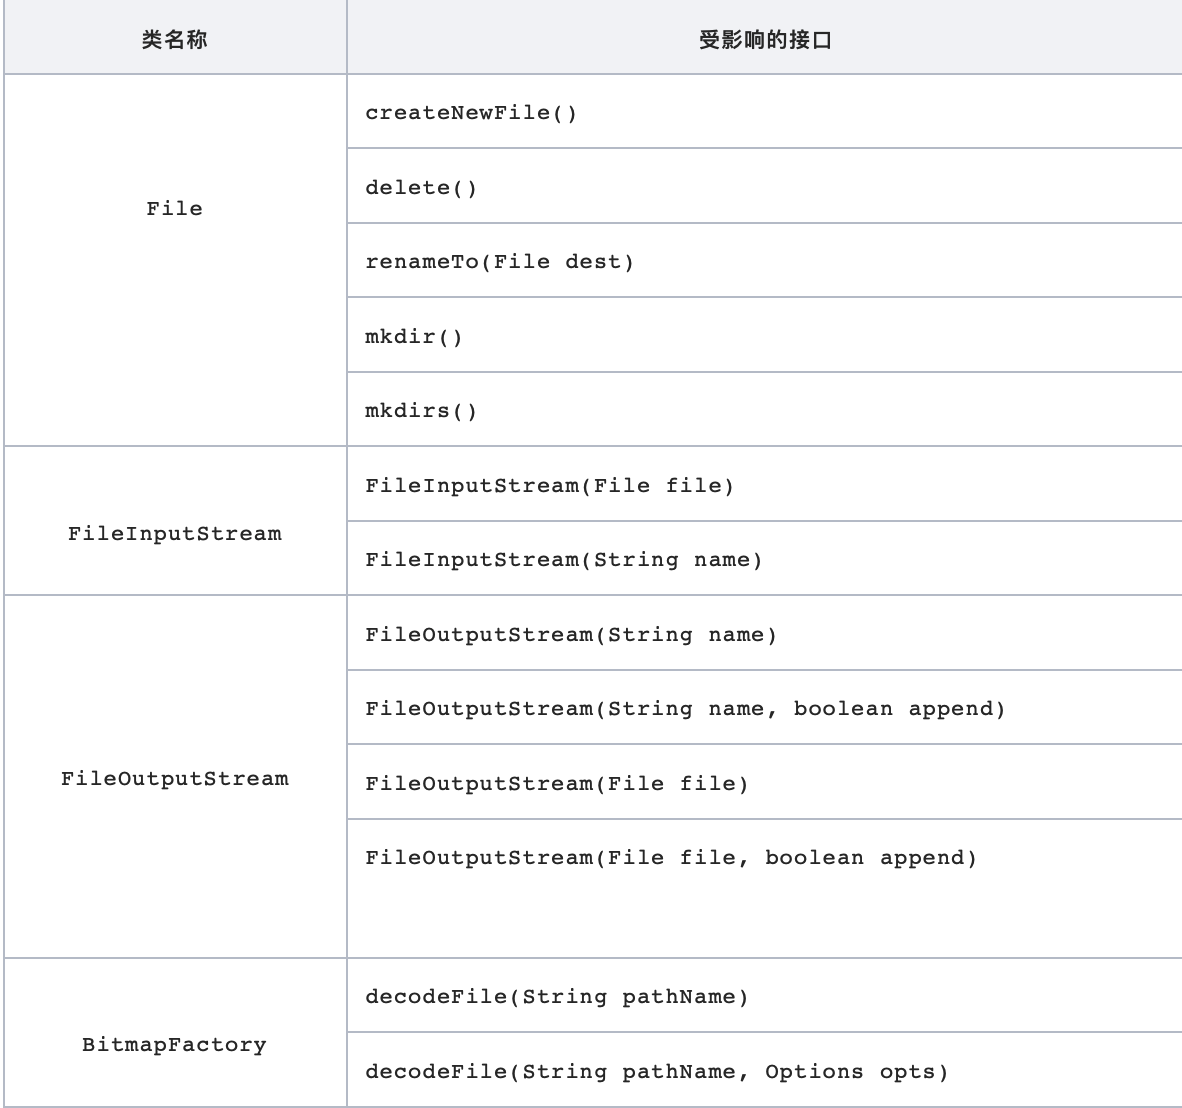 类名称
受影响的接口
File
createNewFile()
delete()
renameTo(File dest)
mkdir()
mkdirs()
FileInputStream
FileInputStream(File file)
FileInputStream(String name)
FileOutputStream
FileOutputStream(String name)
FileOutputStream(String name, boolean append)
FileOutputStream(File file)
FileOutputStream(File file, boolean append)
BitmapFactory
decodeFile(String pathName)
decodeFile(String pathName, Options opts)